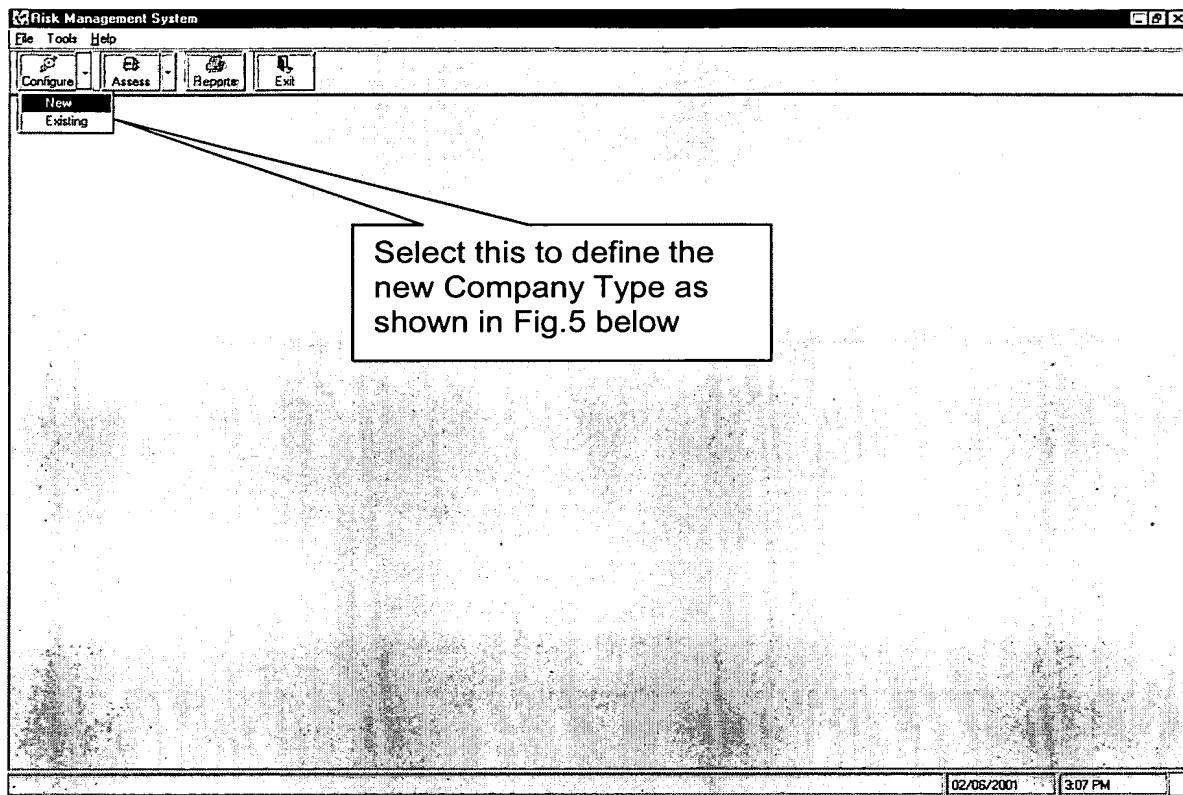 Risk Management System
File Tools Help
Configure Assess Reports Exit
New
Existing
Select this to define the
new Company Type as
shown in Fig.5 below
02/06/2001 3:07 PM